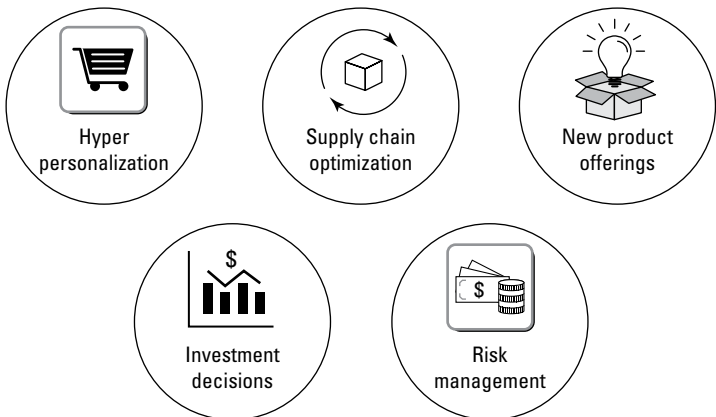 Hyper
personalization
Supply chain
optimization
New product
offerings
$
Investment
decisions
$
Risk
management